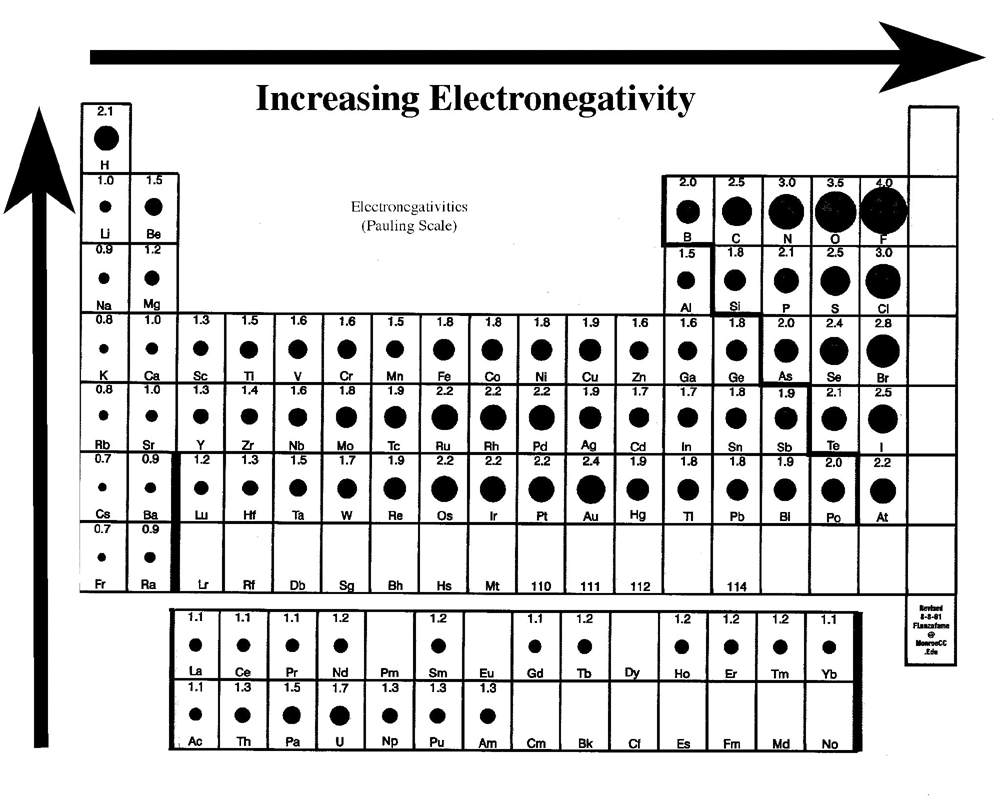 Increasing Electronegativity
Electronegativities
(Pauling Scale)
2.1
H
1.0 1.5 2.0 2.5 3.0 3.5 4.0
Li Be B C N O F
0.9 1.2 1.5 1.8 2.1 2.5 3.0
Na Mg Al Si P S Cl
0.8 1.0 1.3 1.5 1.6 1.6 1.5 1.8 1.8 1.8 1.9 1.6 1.6 1.8 2.0 2.4 2.8
K Ca Sc Ti V Cr Mn Fe Co Ni Cu Zn Ga Ge As Se Br
0.8 1.0 1.3 1.4 1.6 1.8 1.9 2.2 2.2 2.2 1.9 1.7 1.7 1.8 1.9 2.1 2.5
Rb Sr Y Zr Nb Mo Tc Ru Rh Pd Ag Cd In Sn Sb Te I
0.7 0.9 1.2 1.3 1.5 1.7 1.9 2.2 2.2 2.2 2.4 1.9 1.8 1.8 1.9 2.0 2.2
Cs Ba Lu Hf Ta W Re Os Ir Pt Au Hg Tl Pb Bi Po At
0.7 0.9
Fr Ra Lr Rf Db Sg Bh Hs Mt 110 111 112 114
Revised
8-8-01
FLanzafame
@
MonroeCC
.Edu
1.1 1.1 1.1 1.2 1.2 1.1 1.2 1.2 1.2 1.2 1.1
La Ce Pr Nd Pm Sm Eu Gd Tb Dy Ho Er Tm Yb
1.1 1.3 1.5 1.7 1.3 1.3 1.3
Ac Th Pa U Np Pu Am Cm Bk Cf Es Fm Md No